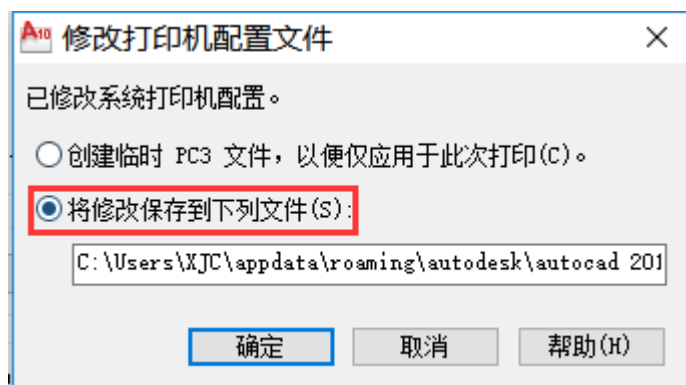 A10 修改打印机配置文件
已修改系统打印机配置。
创建临时 PC3 文件，以便仅应用于此次打印(C)。
将修改保存到下列文件(S):
C:\Users\XJC\appdata\roaming\autodesk\autocad 201
确定 取消 帮助(H)